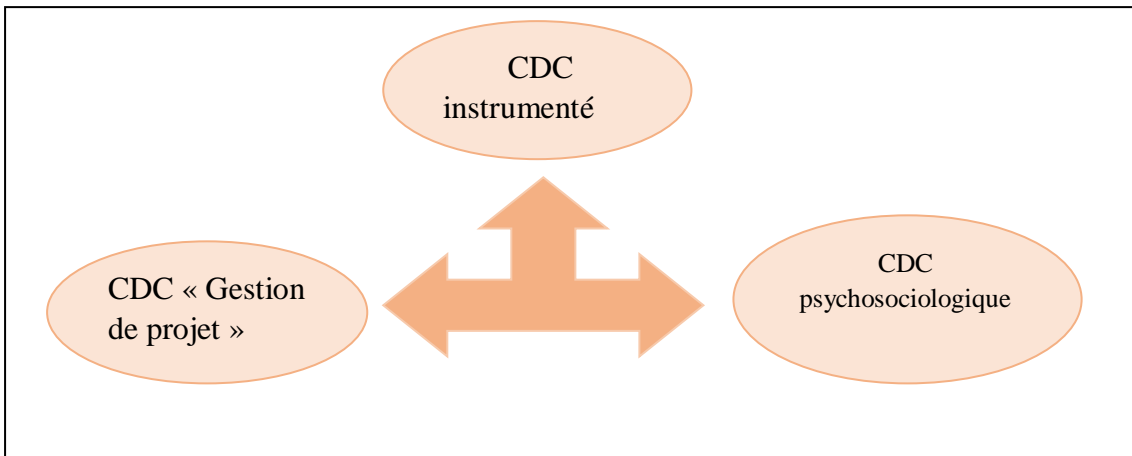 CDC
instrumenté
CDC « Gestion
de projet »
CDC
psychosociologique